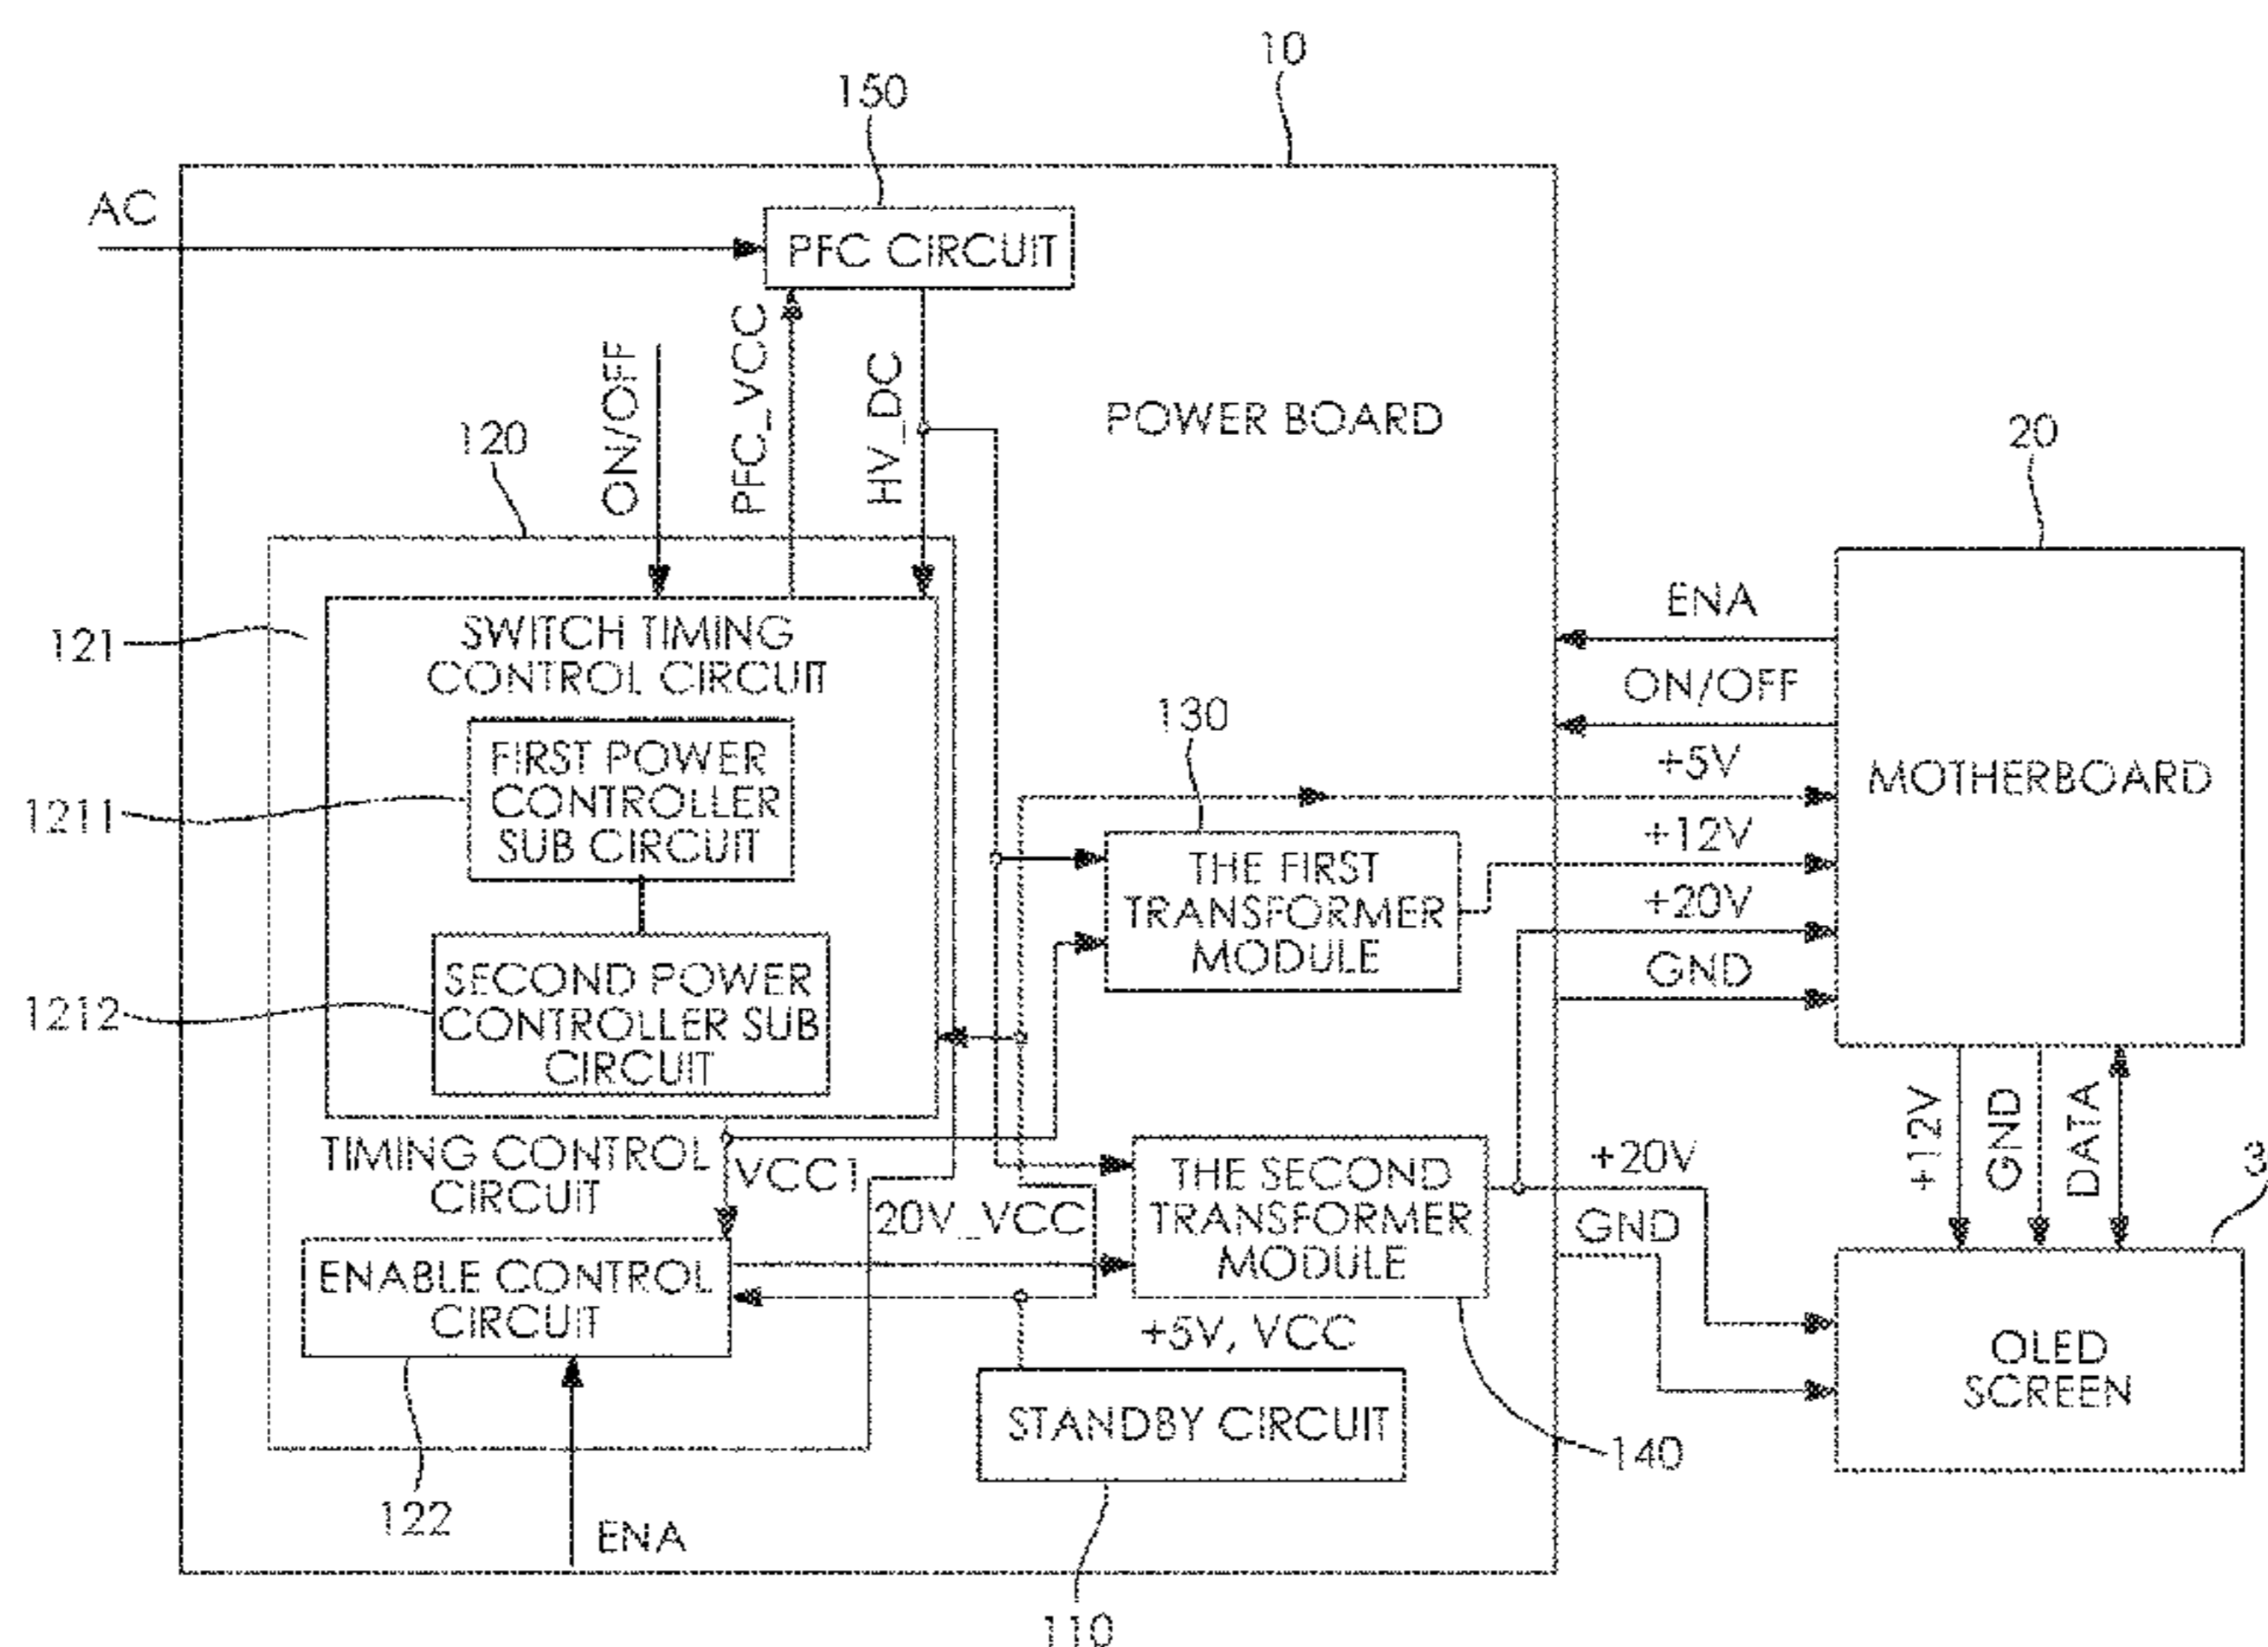 10
150
AC
PFC CIRCUIT
ON/OFF
PFC_VCC
HV_DC
POWER BOARD
120
20
121
SWITCH TIMING
CONTROL CIRCUIT
ENA
ON/OFF
130
FIRST POWER
CONTROLLER
SUB CIRCUIT
1211
+5V
MOTHERBOARD
+12V
THE FIRST
TRANSFORMER
MODULE
+20V
GND
SECOND POWER
CONTROLLER SUB
CIRCUIT
1212
TIMING CONTROL
CIRCUIT
VCC1
20V_VCC
THE SECOND
TRANSFORMER
MODULE
+20V
GND
+12V
GND
DATA
3
ENABLE CONTROL
CIRCUIT
+5V, VCC
OLED
SCREEN
STANDBY CIRCUIT
140
122
ENA
110